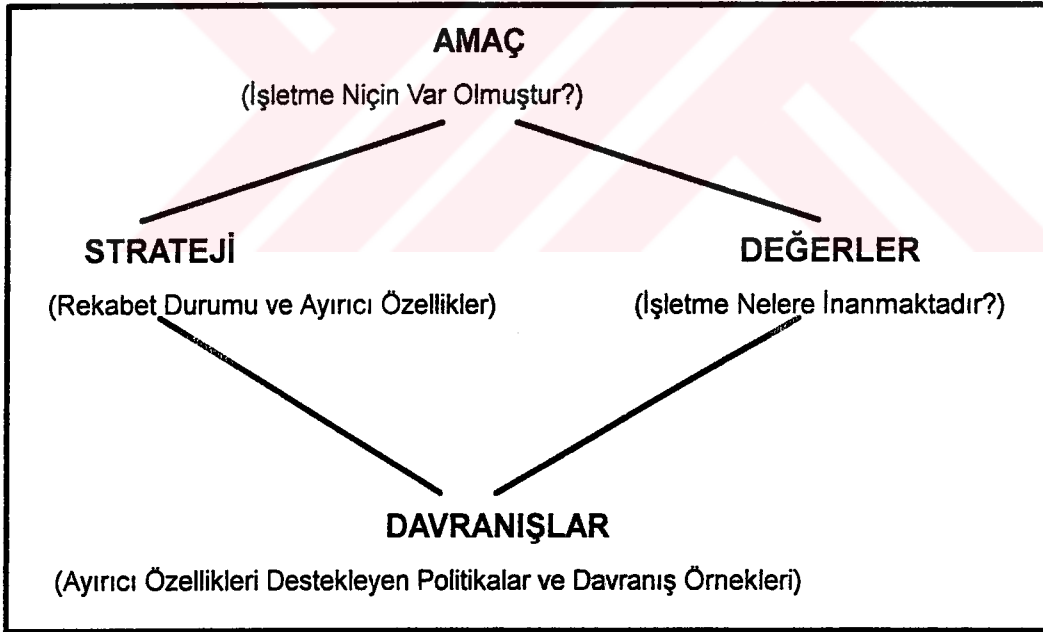 AMAÇ
(İşletme Niçin Var Olmuştur?)
STRATEJİ
(Rekabet Durumu ve Ayırıcı Özellikler)
DEĞERLER
(İşletme Nelere İnanmaktadır?)
DAVRANIŞLAR
(Ayırıcı Özellikleri Destekleyen Politikalar ve Davranış Örnekleri)